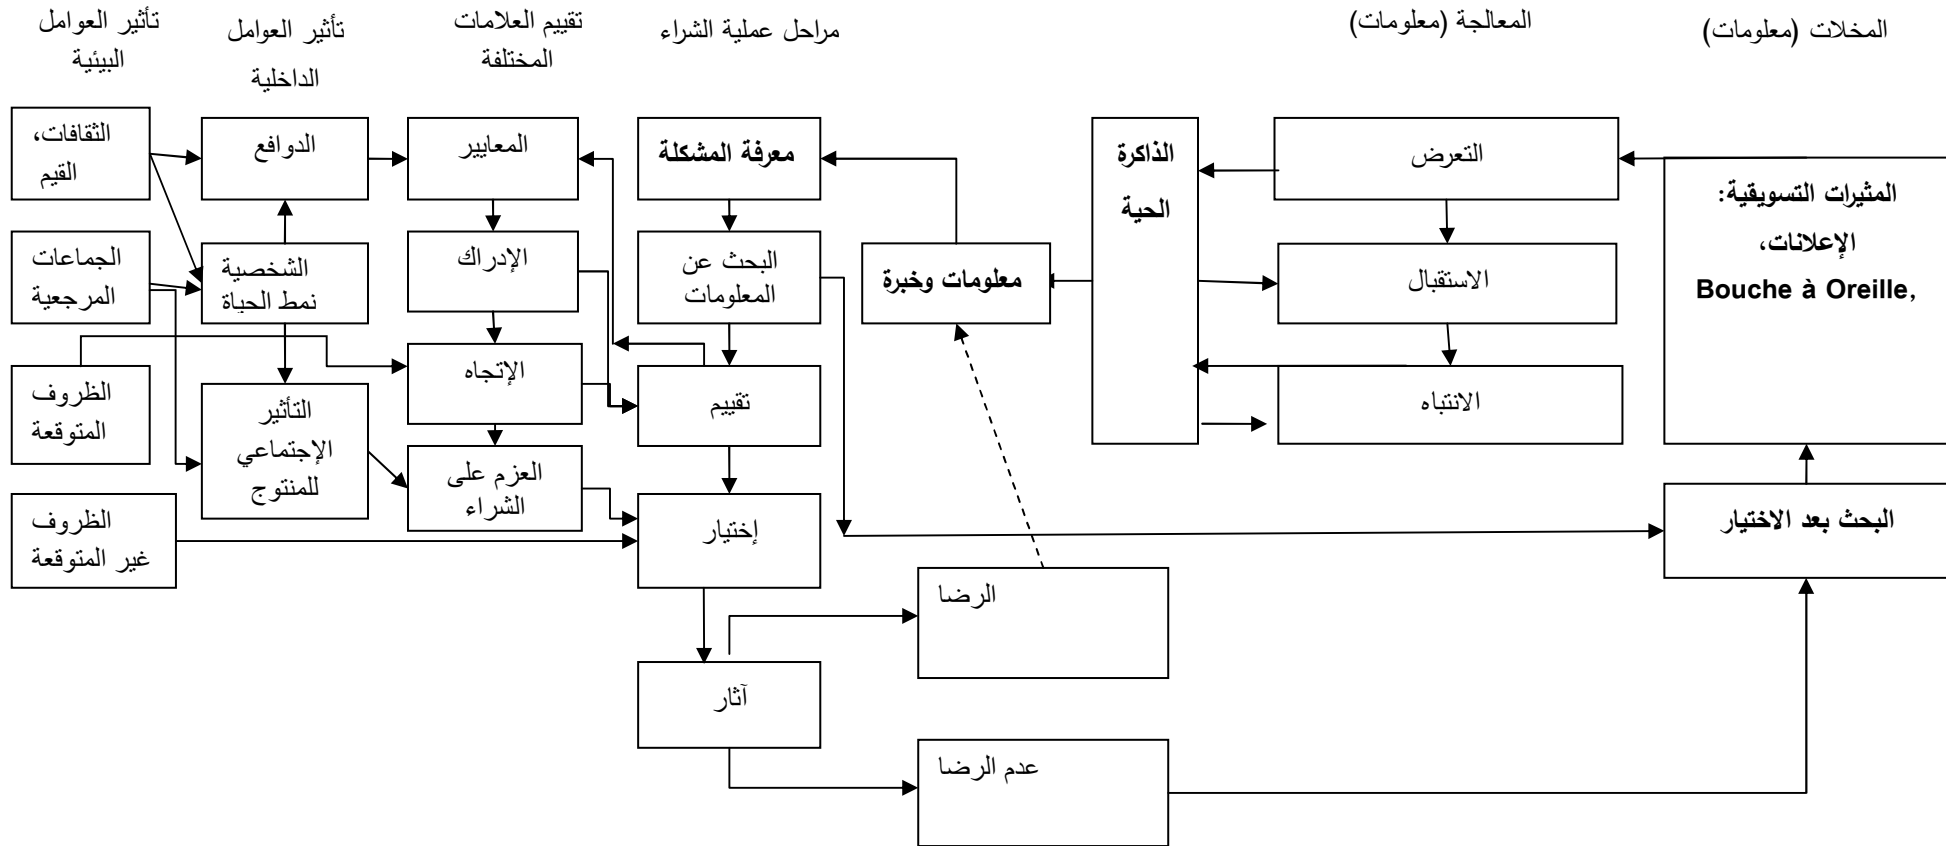 المخلات (معلومات)
المعالجة (معلومات)
مراحل عملية الشراء
تقييم العلامات
المختلفة
تأثير العوامل
الداخلية
تأثير العوامل
البيئية
المثيرات التسويقية:
الإعلانات،
Bouche à Oreille,
البحث بعد الاختيار
التعرض
الاستقبال
الانتباه
الذاكرة
الحية
معلومات وخبرة
الرضا
عدم الرضا
معرفة المشكلة
البحث عن
المعلومات
تقييم
إختيار
آثار
المعايير
الإدراك
الإتجاه
العزم على
الشراء
الدوافع
الشخصية
نمط الحياة
التأثير
الإجتماعي
للمنتوج
الثقافات،
القيم
الجماعات
المرجعية
الظروف
المتوقعة
الظروف
غير المتوقعة